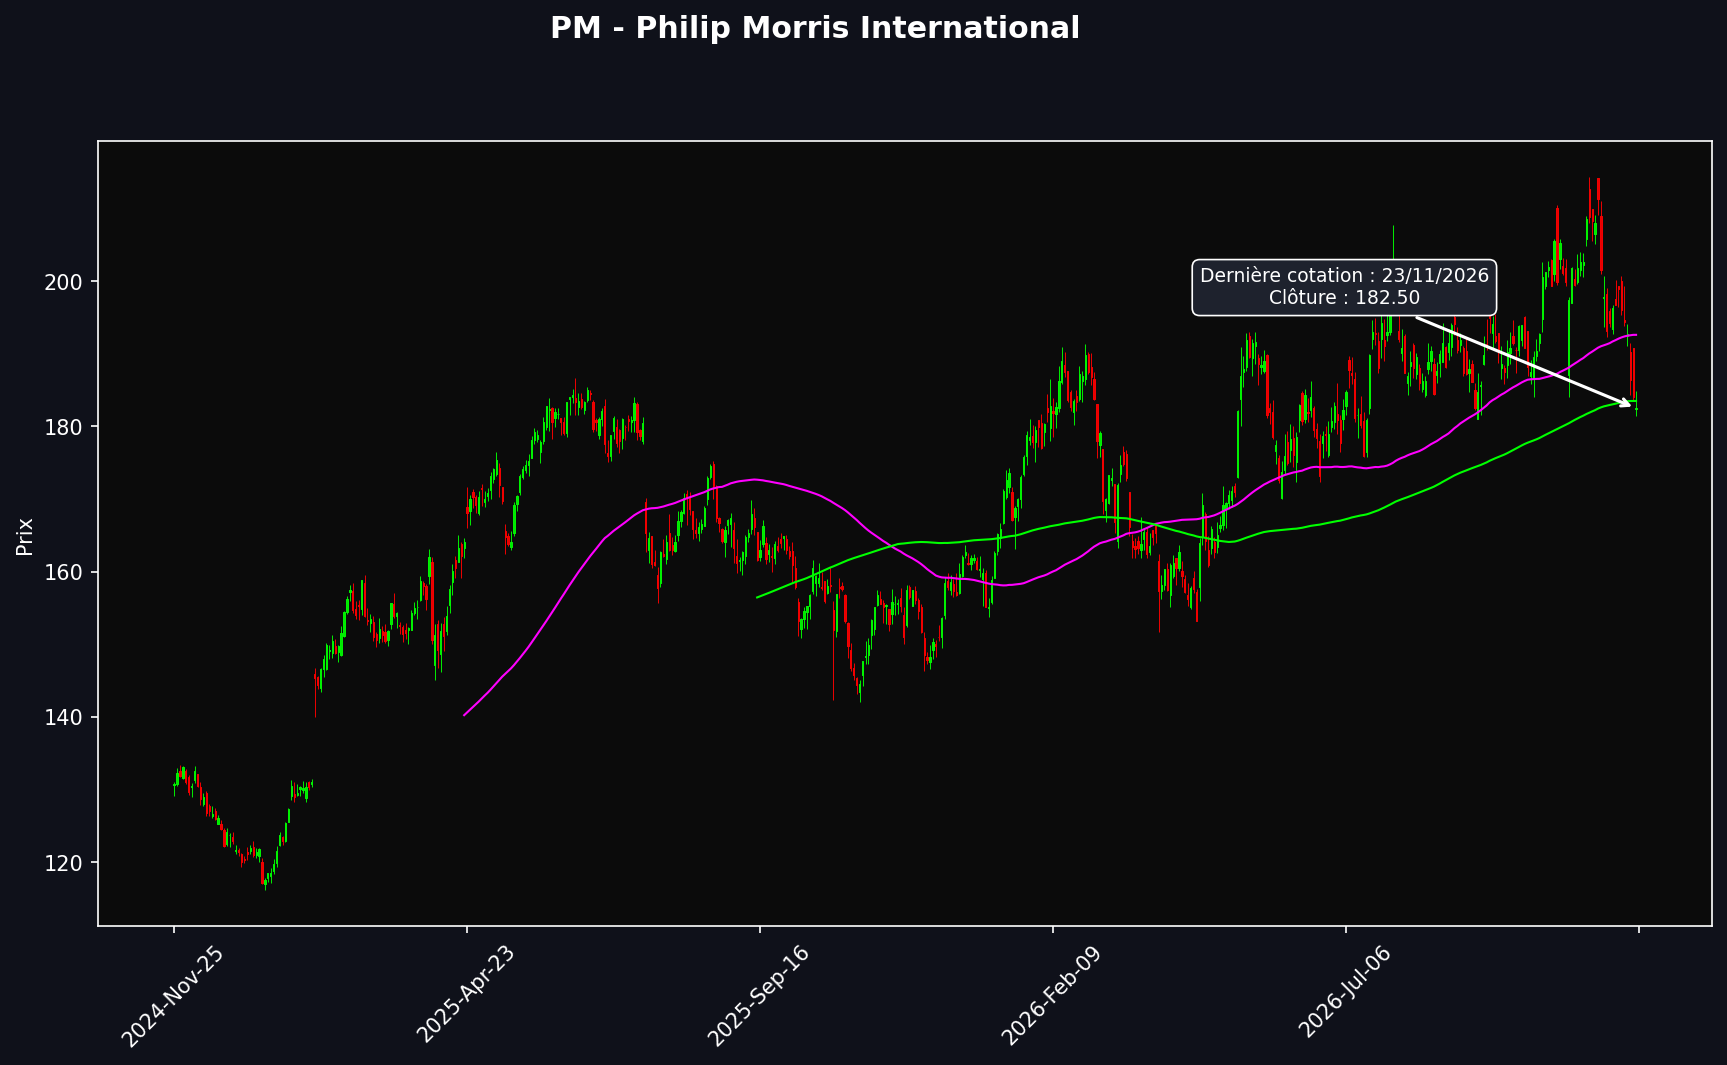 PM - Philip Morris International
Dernière cotation : 23/11/2026
Clôture : 182.50
Prix
200
180
160
140
120
2024-Nov-25
2025-Apr-23
2025-Sep-16
2026-Feb-09
2026-Jul-06